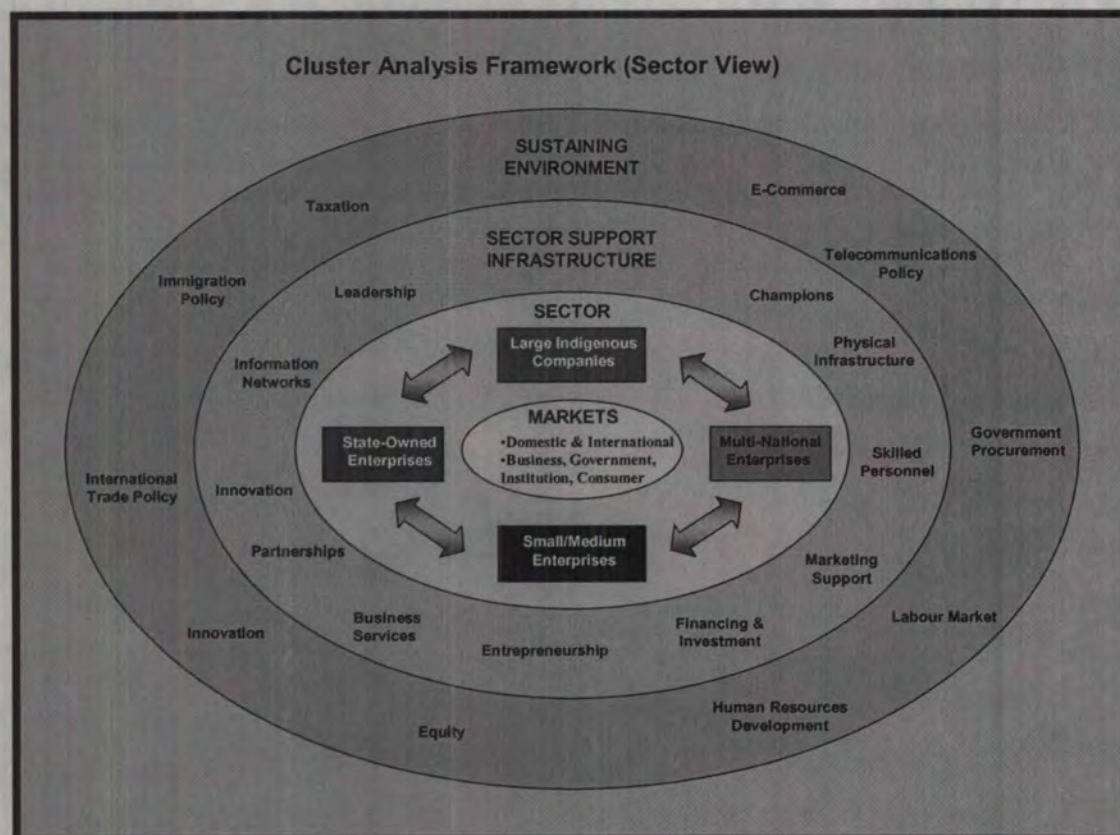 Cluster Analysis Framework (Sector View)
SUSTAINING
ENVIRONMENT
E-Commerce
Taxation
SECTOR SUPPORT
INFRASTRUCTURE
Telecommunications
Policy
Immigration
Policy
Leadership
Champions
SECTOR
Large Indigenous
Companies
Physical
Infrastructure
Information
Networks
MARKETS
•Domestic & International
•Business, Government,
Institution, Consumer
State-Owned
Enterprises
Multi-National
Enterprises
Skilled
Personnel
Government
Procurement
International
Trade Policy
Innovation
Small/Medium
Enterprises
Partnerships
Marketing
Support
Innovation
Business
Services
Entrepreneurship
Financing &
Investment
Labour Market
Equity
Human Resources
Development